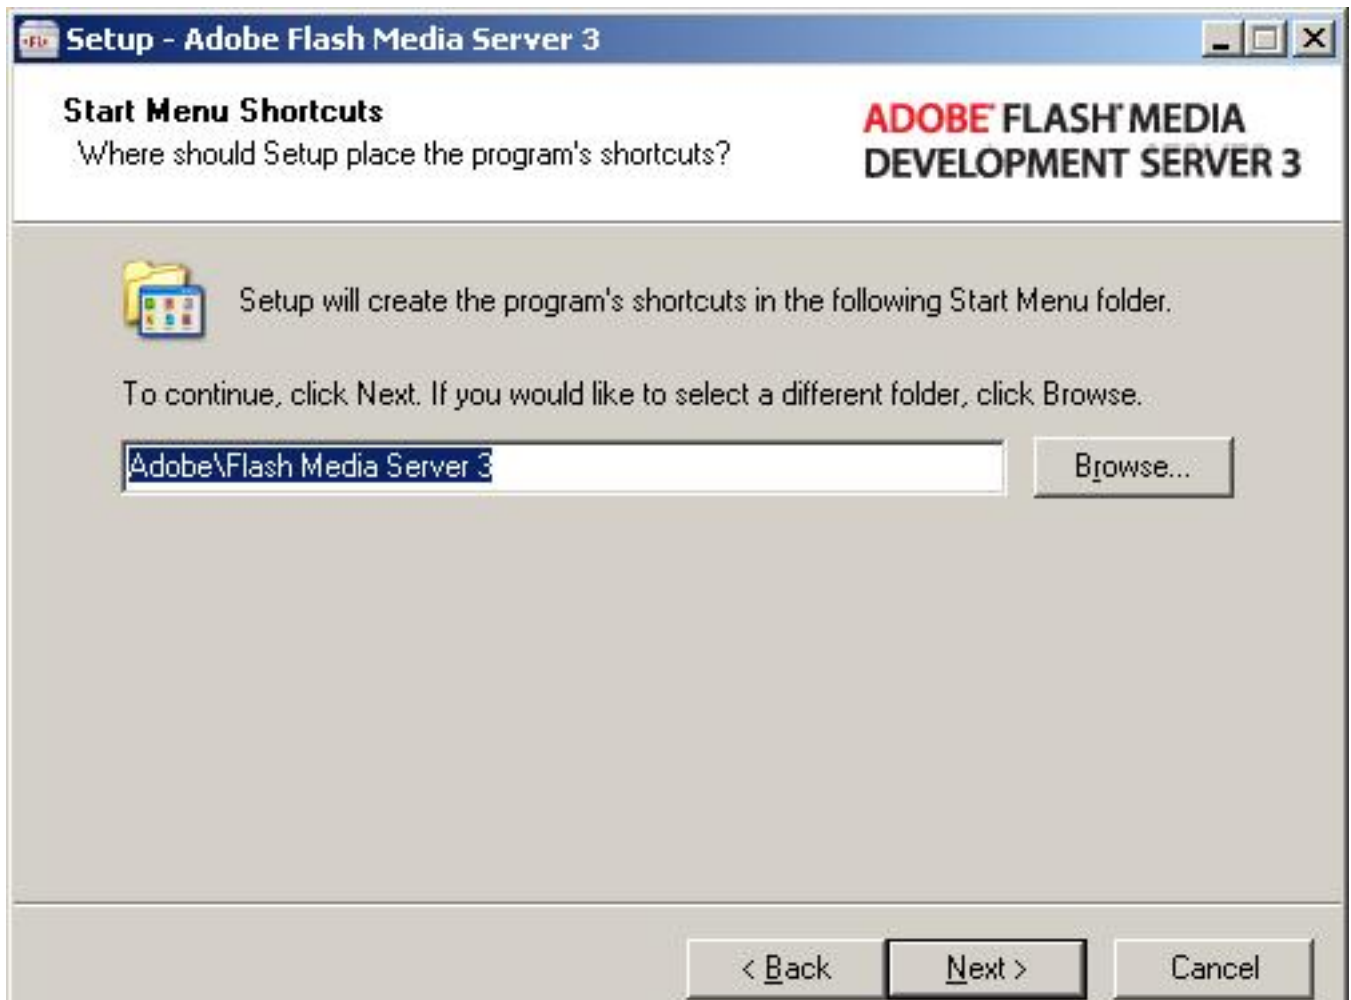 Setup - Adobe Flash Media Server 3
Start Menu Shortcuts
Where should Setup place the program's shortcuts?
ADOBE® FLASH® MEDIA
DEVELOPMENT SERVER 3
Setup will create the program's shortcuts in the following Start Menu folder.
To continue, click Next. If you would like to select a different folder, click Browse.
Adobe\Flash Media Server 3
Browse...
< Back
Next >
Cancel